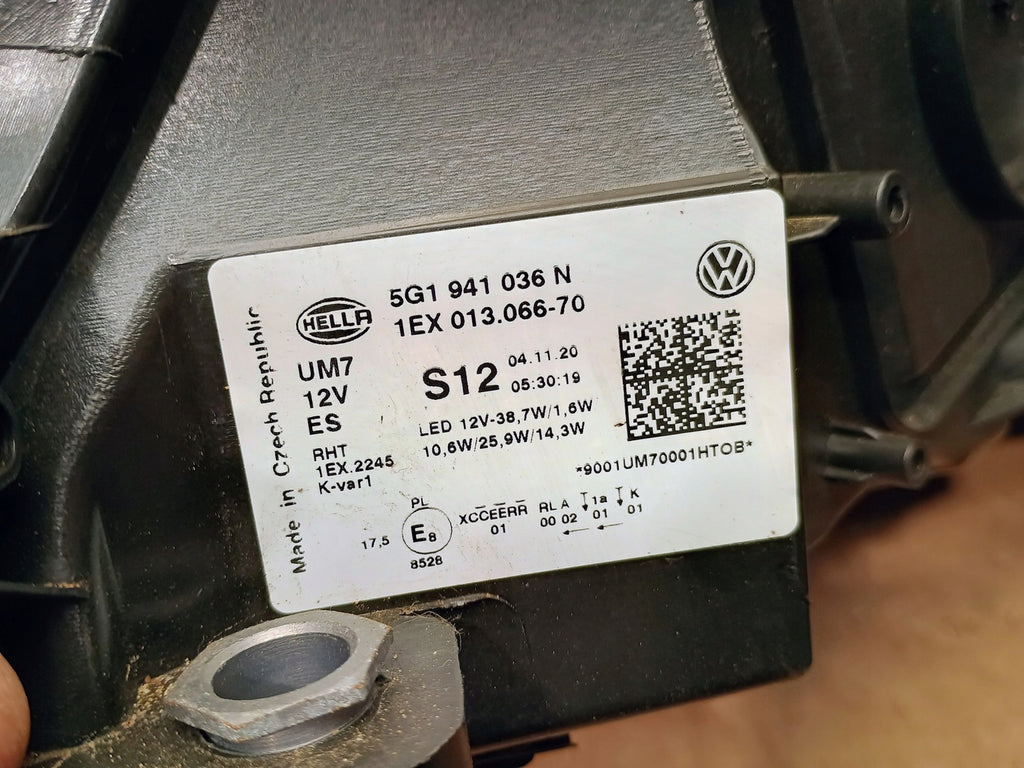 5G1 941 036 N
HELLA
1EX 013.066-70
UM7
12V
ES
S12
04.11.20
05:30:19
LED 12V-38,7W/1,6W
10,6W/25,9W/14,3W
RHT
1EX.2245
K-var1
*9001UM70001HTOB*
PL
17,5
E8
8528
XCCEERR RL A 1a K
01 00 02 01 01
Made in Czech Republic